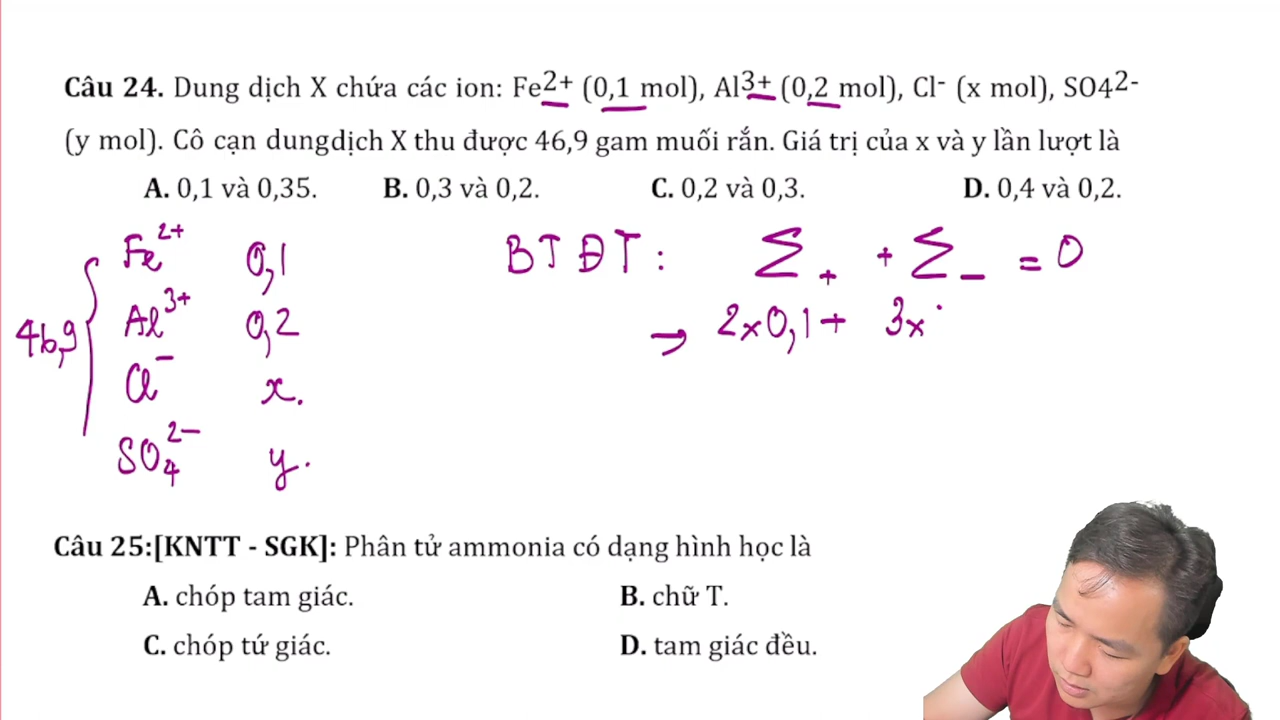 Câu 24. Dung dịch X chứa các ion: Fe2+ (0,1 mol), Al3+ (0,2 mol), Cl- (x mol), SO42-
(y mol). Cô cạn dungdịch X thu được 46,9 gam muối rắn. Giá trị của x và y lần lượt là
A. 0,1 và 0,35. B. 0,3 và 0,2. C. 0,2 và 0,3. D. 0,4 và 0,2.
Fe2+ 0,1 BTĐT: Σ+ + Σ- = 0
46,9 Al3+ 0,2 → 2x0,1 + 3x
Cl- x.
SO42- y.
Câu 25:[KNTT - SGK]: Phân tử ammonia có dạng hình học là
A. chóp tam giác. B. chữ T.
C. chóp tứ giác. D. tam giác đều.